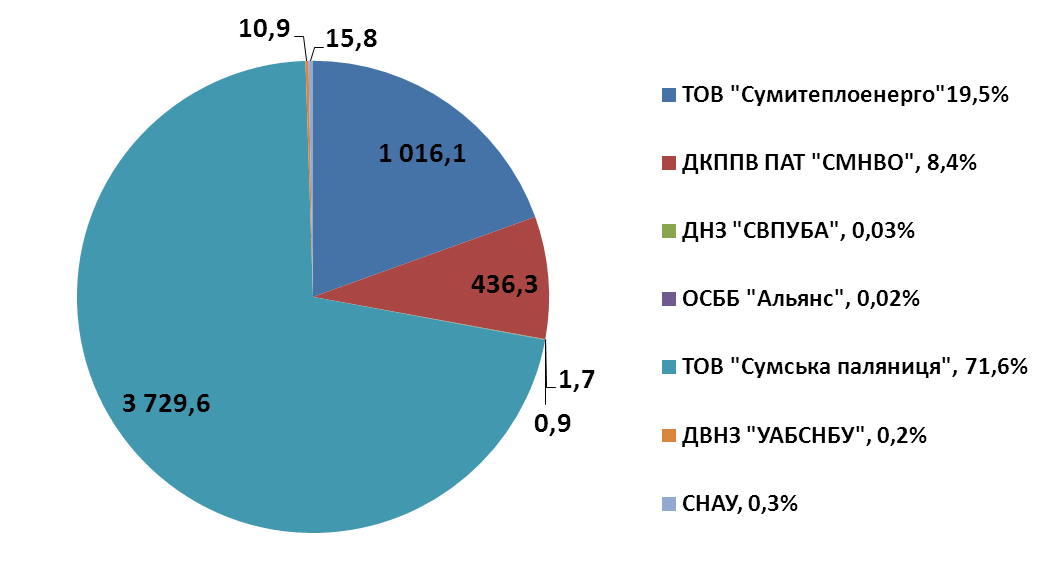 10,9
15,8
1 016,1
436,3
1,7
0,9
3 729,6
ТОВ "Сумитеплоенерго"19,5%
ДКППВ ПАТ "СМНВО", 8,4%
ДНЗ "СВПУБА", 0,03%
ОСББ "Альянс", 0,02%
ТОВ "Сумська паляниця", 71,6%
ДВНЗ "УАБСНБУ", 0,2%
СНАУ, 0,3%